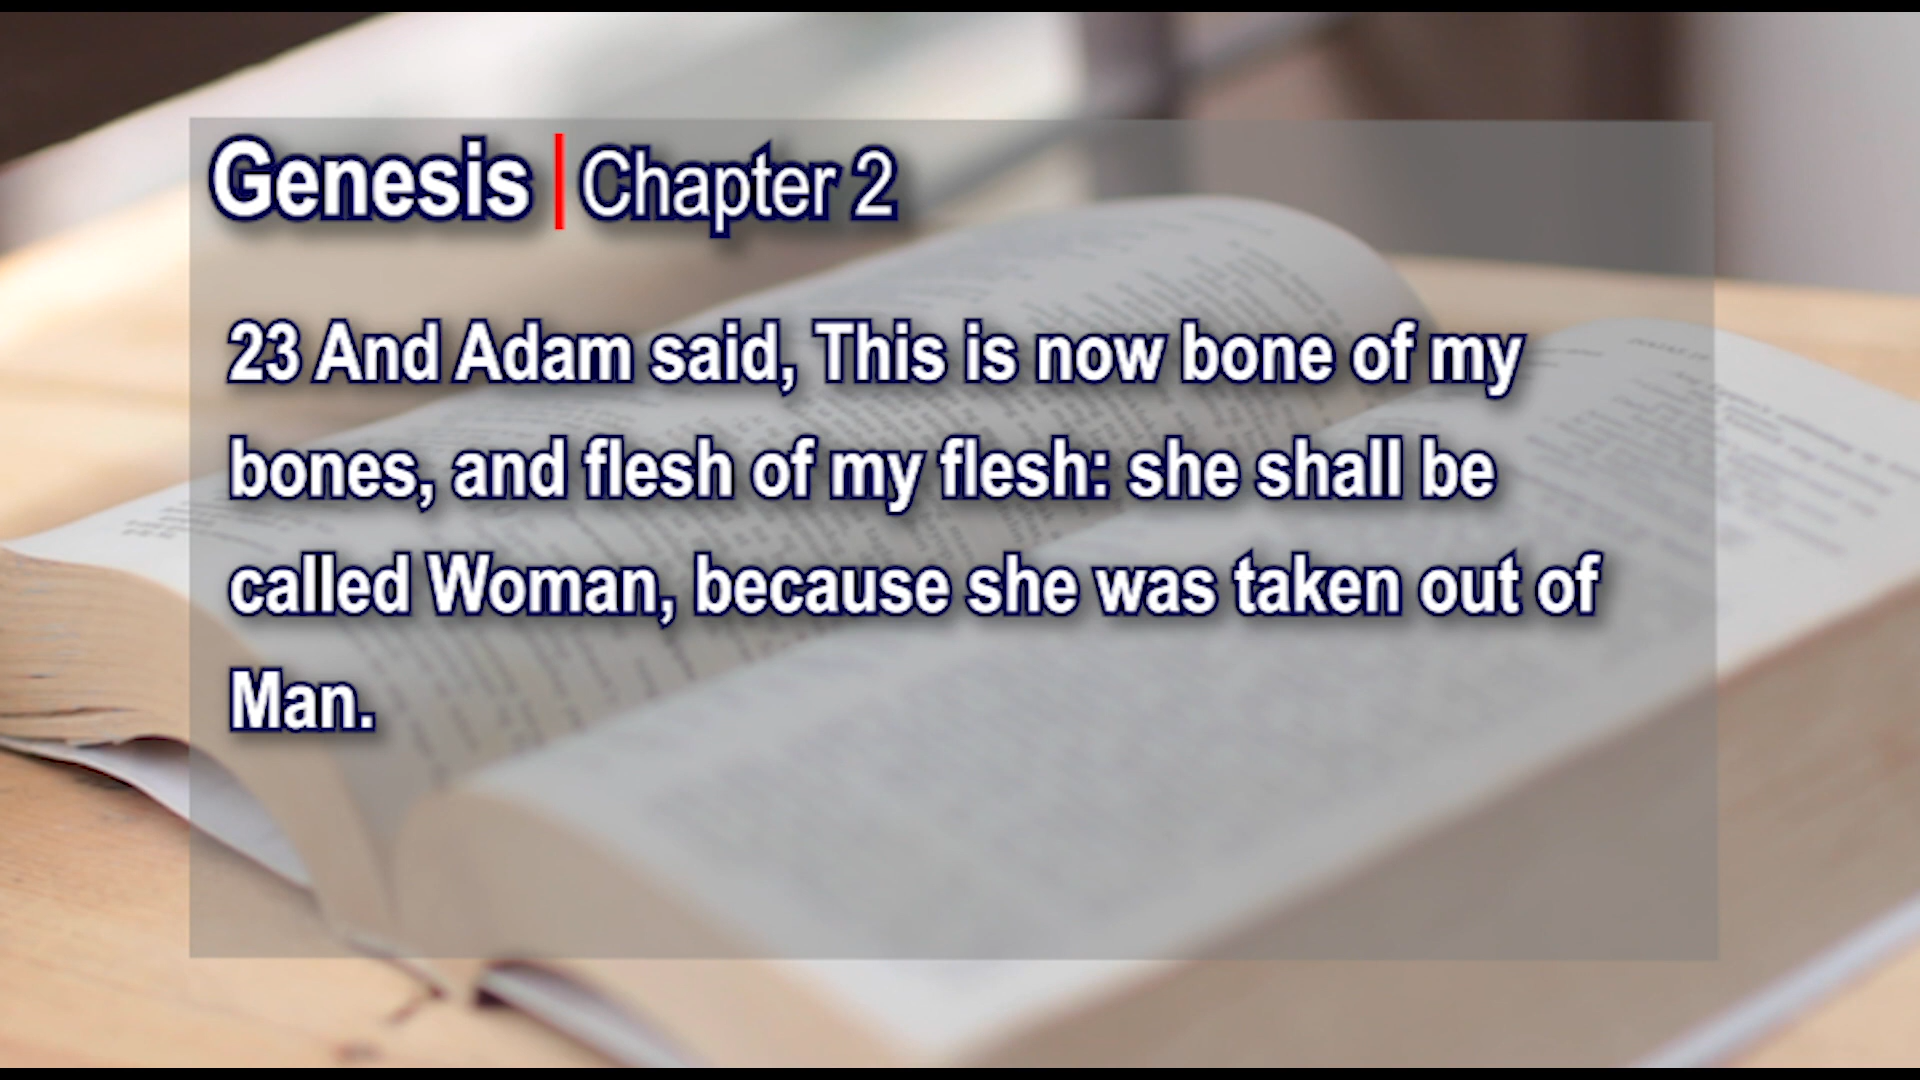 Genesis | Chapter 2
23 And Adam said, This is now bone of my
bones, and flesh of my flesh: she shall be
called Woman, because she was taken out of
Man.